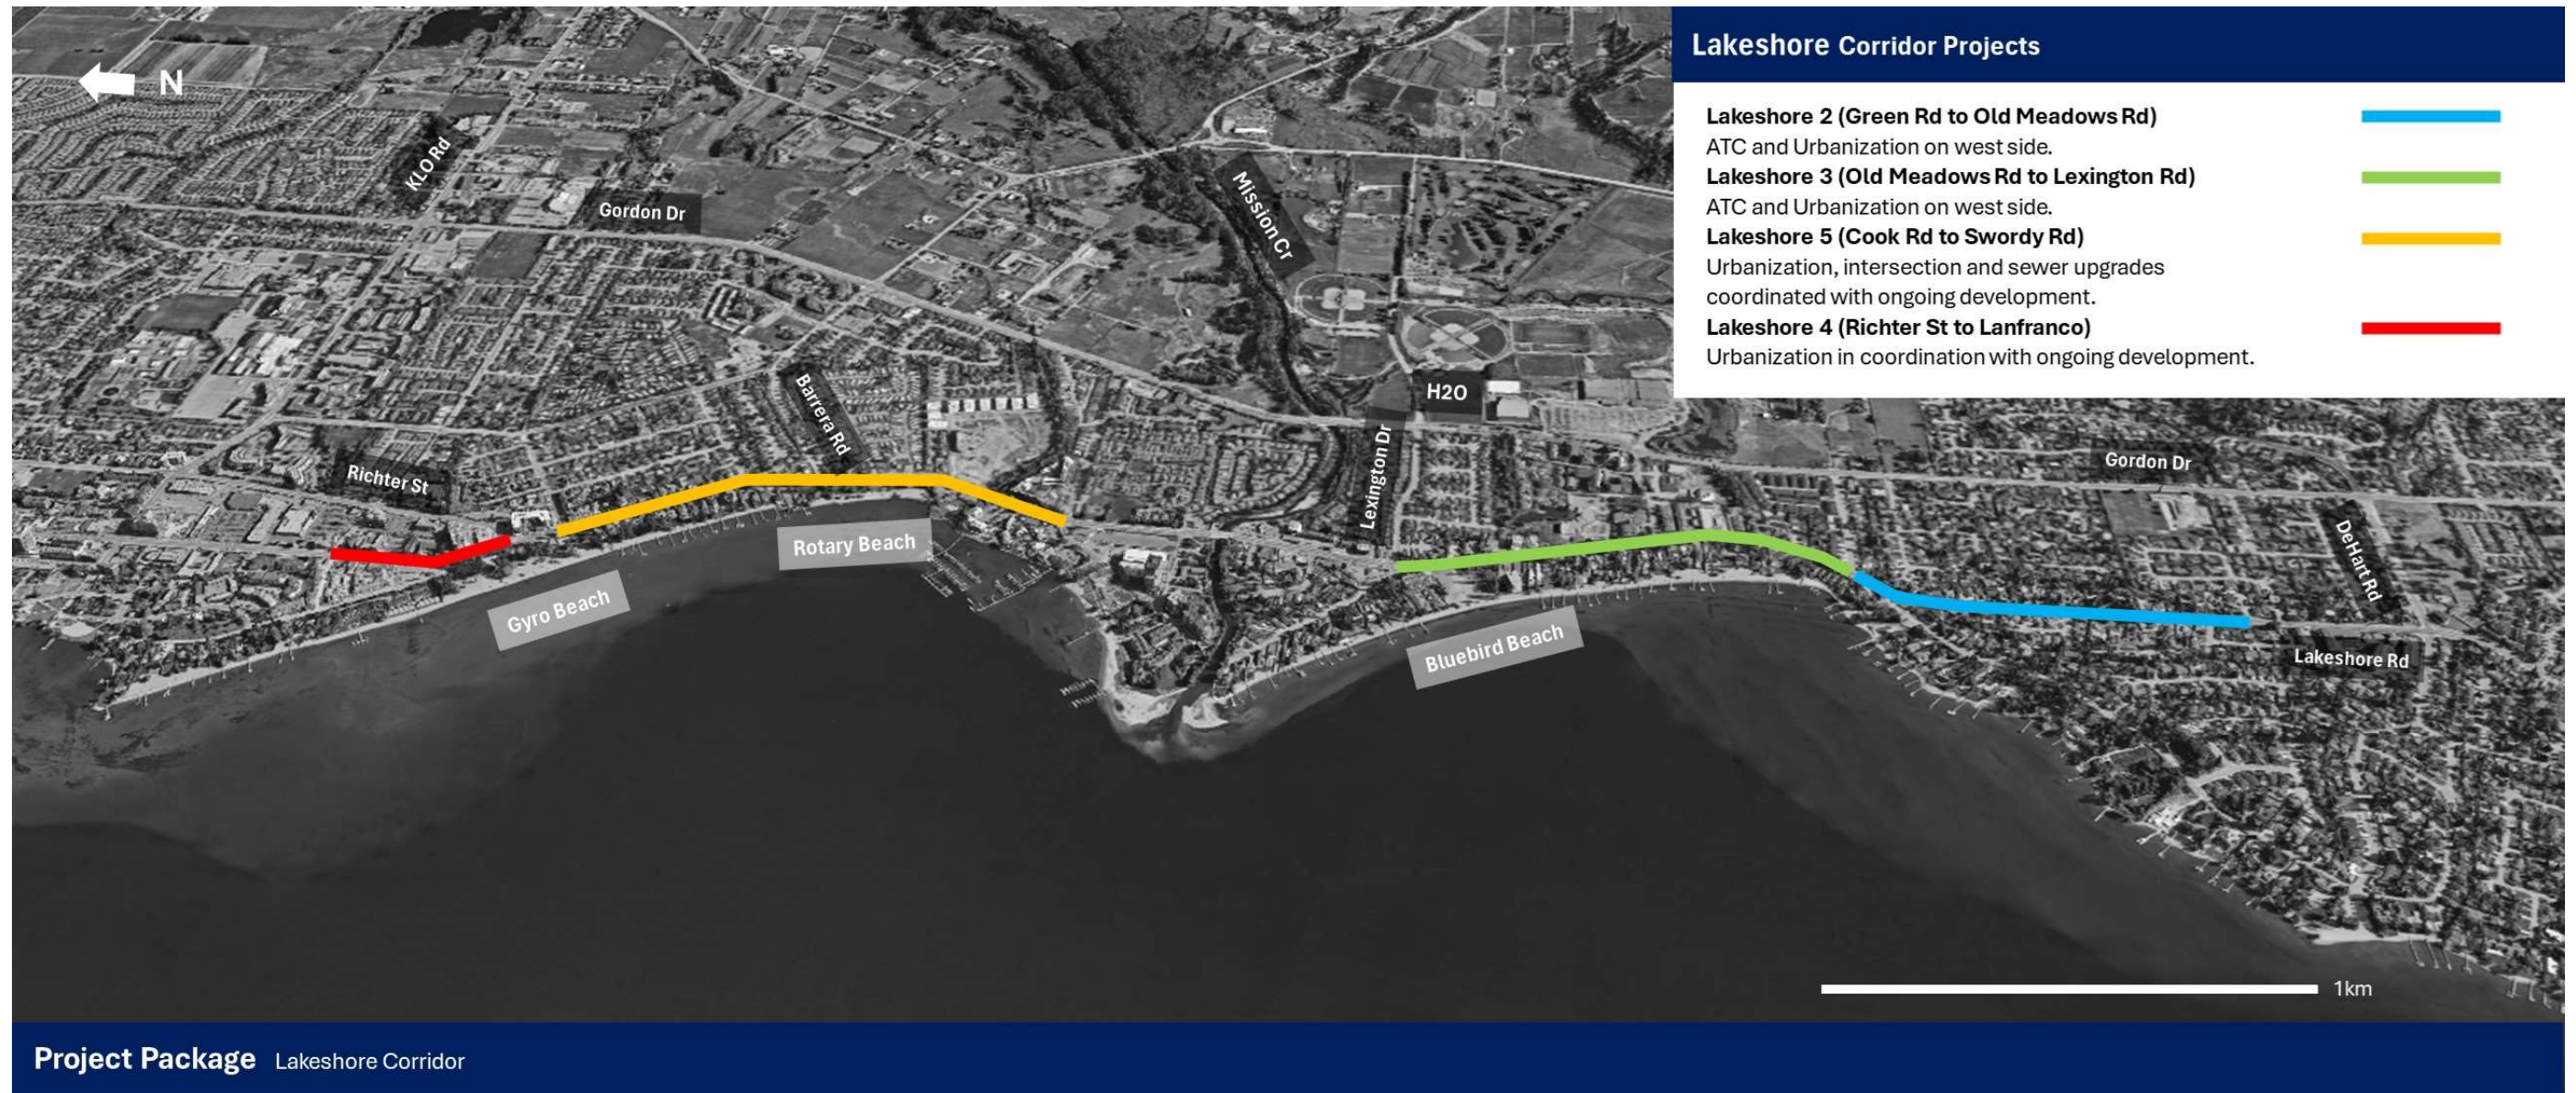 Lakeshore Corridor Projects
Lakeshore 2 (Green Rd to Old Meadows Rd)
ATC and Urbanization on west side.
Lakeshore 3 (Old Meadows Rd to Lexington Rd)
ATC and Urbanization on west side.
Lakeshore 5 (Cook Rd to Swordy Rd)
Urbanization, intersection and sewer upgrades
coordinated with ongoing development.
Lakeshore 4 (Richter St to Lanfranco)
Urbanization in coordination with ongoing development.
N
KLO Rd
Gordon Dr
Mission Cr
Barrera Rd
H2O
Lexington Dr
Richter St
Gordon Dr
DeHart Rd
Rotary Beach
Gyro Beach
Bluebird Beach
Lakeshore Rd
1km
Project Package Lakeshore Corridor